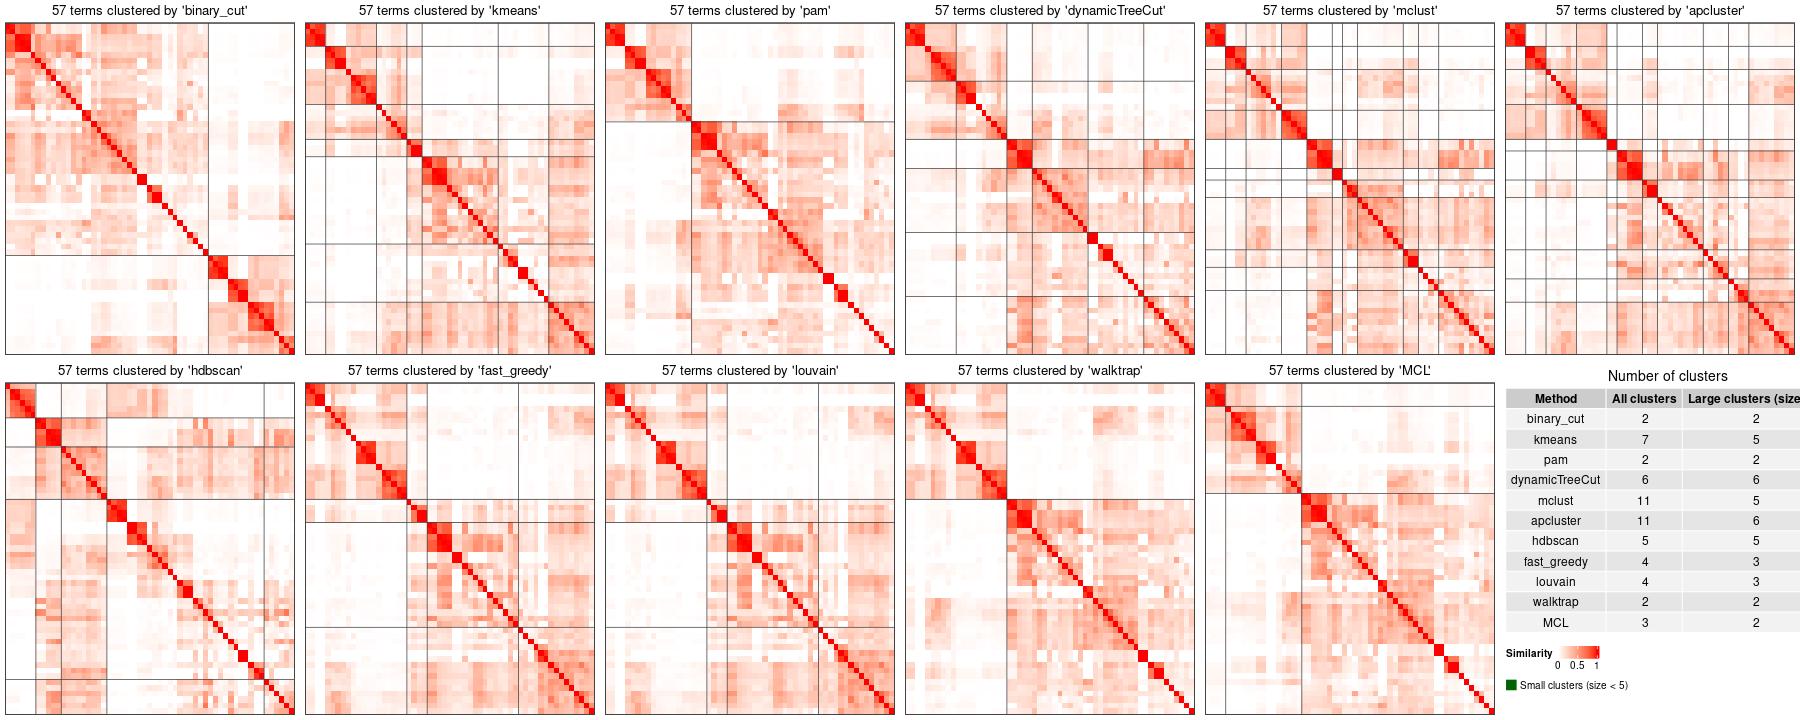 57 terms clustered by 'binary_cut'
57 terms clustered by 'kmeans'
57 terms clustered by 'pam'
57 terms clustered by 'dynamicTreeCut'
57 terms clustered by 'mclust'
57 terms clustered by 'apcluster'
57 terms clustered by 'hdbscan'
57 terms clustered by 'fast_greedy'
57 terms clustered by 'louvain'
57 terms clustered by 'walktrap'
57 terms clustered by 'MCL'
Number of clusters
Method All clusters Large clusters (size
binary_cut 2 2
kmeans 7 5
pam 2 2
dynamicTreeCut 6 6
mclust 11 5
apcluster 11 6
hdbscan 5 5
fast_greedy 4 3
louvain 4 3
walktrap 2 2
MCL 3 2
Similarity
0 0.5 1
Small clusters (size < 5)